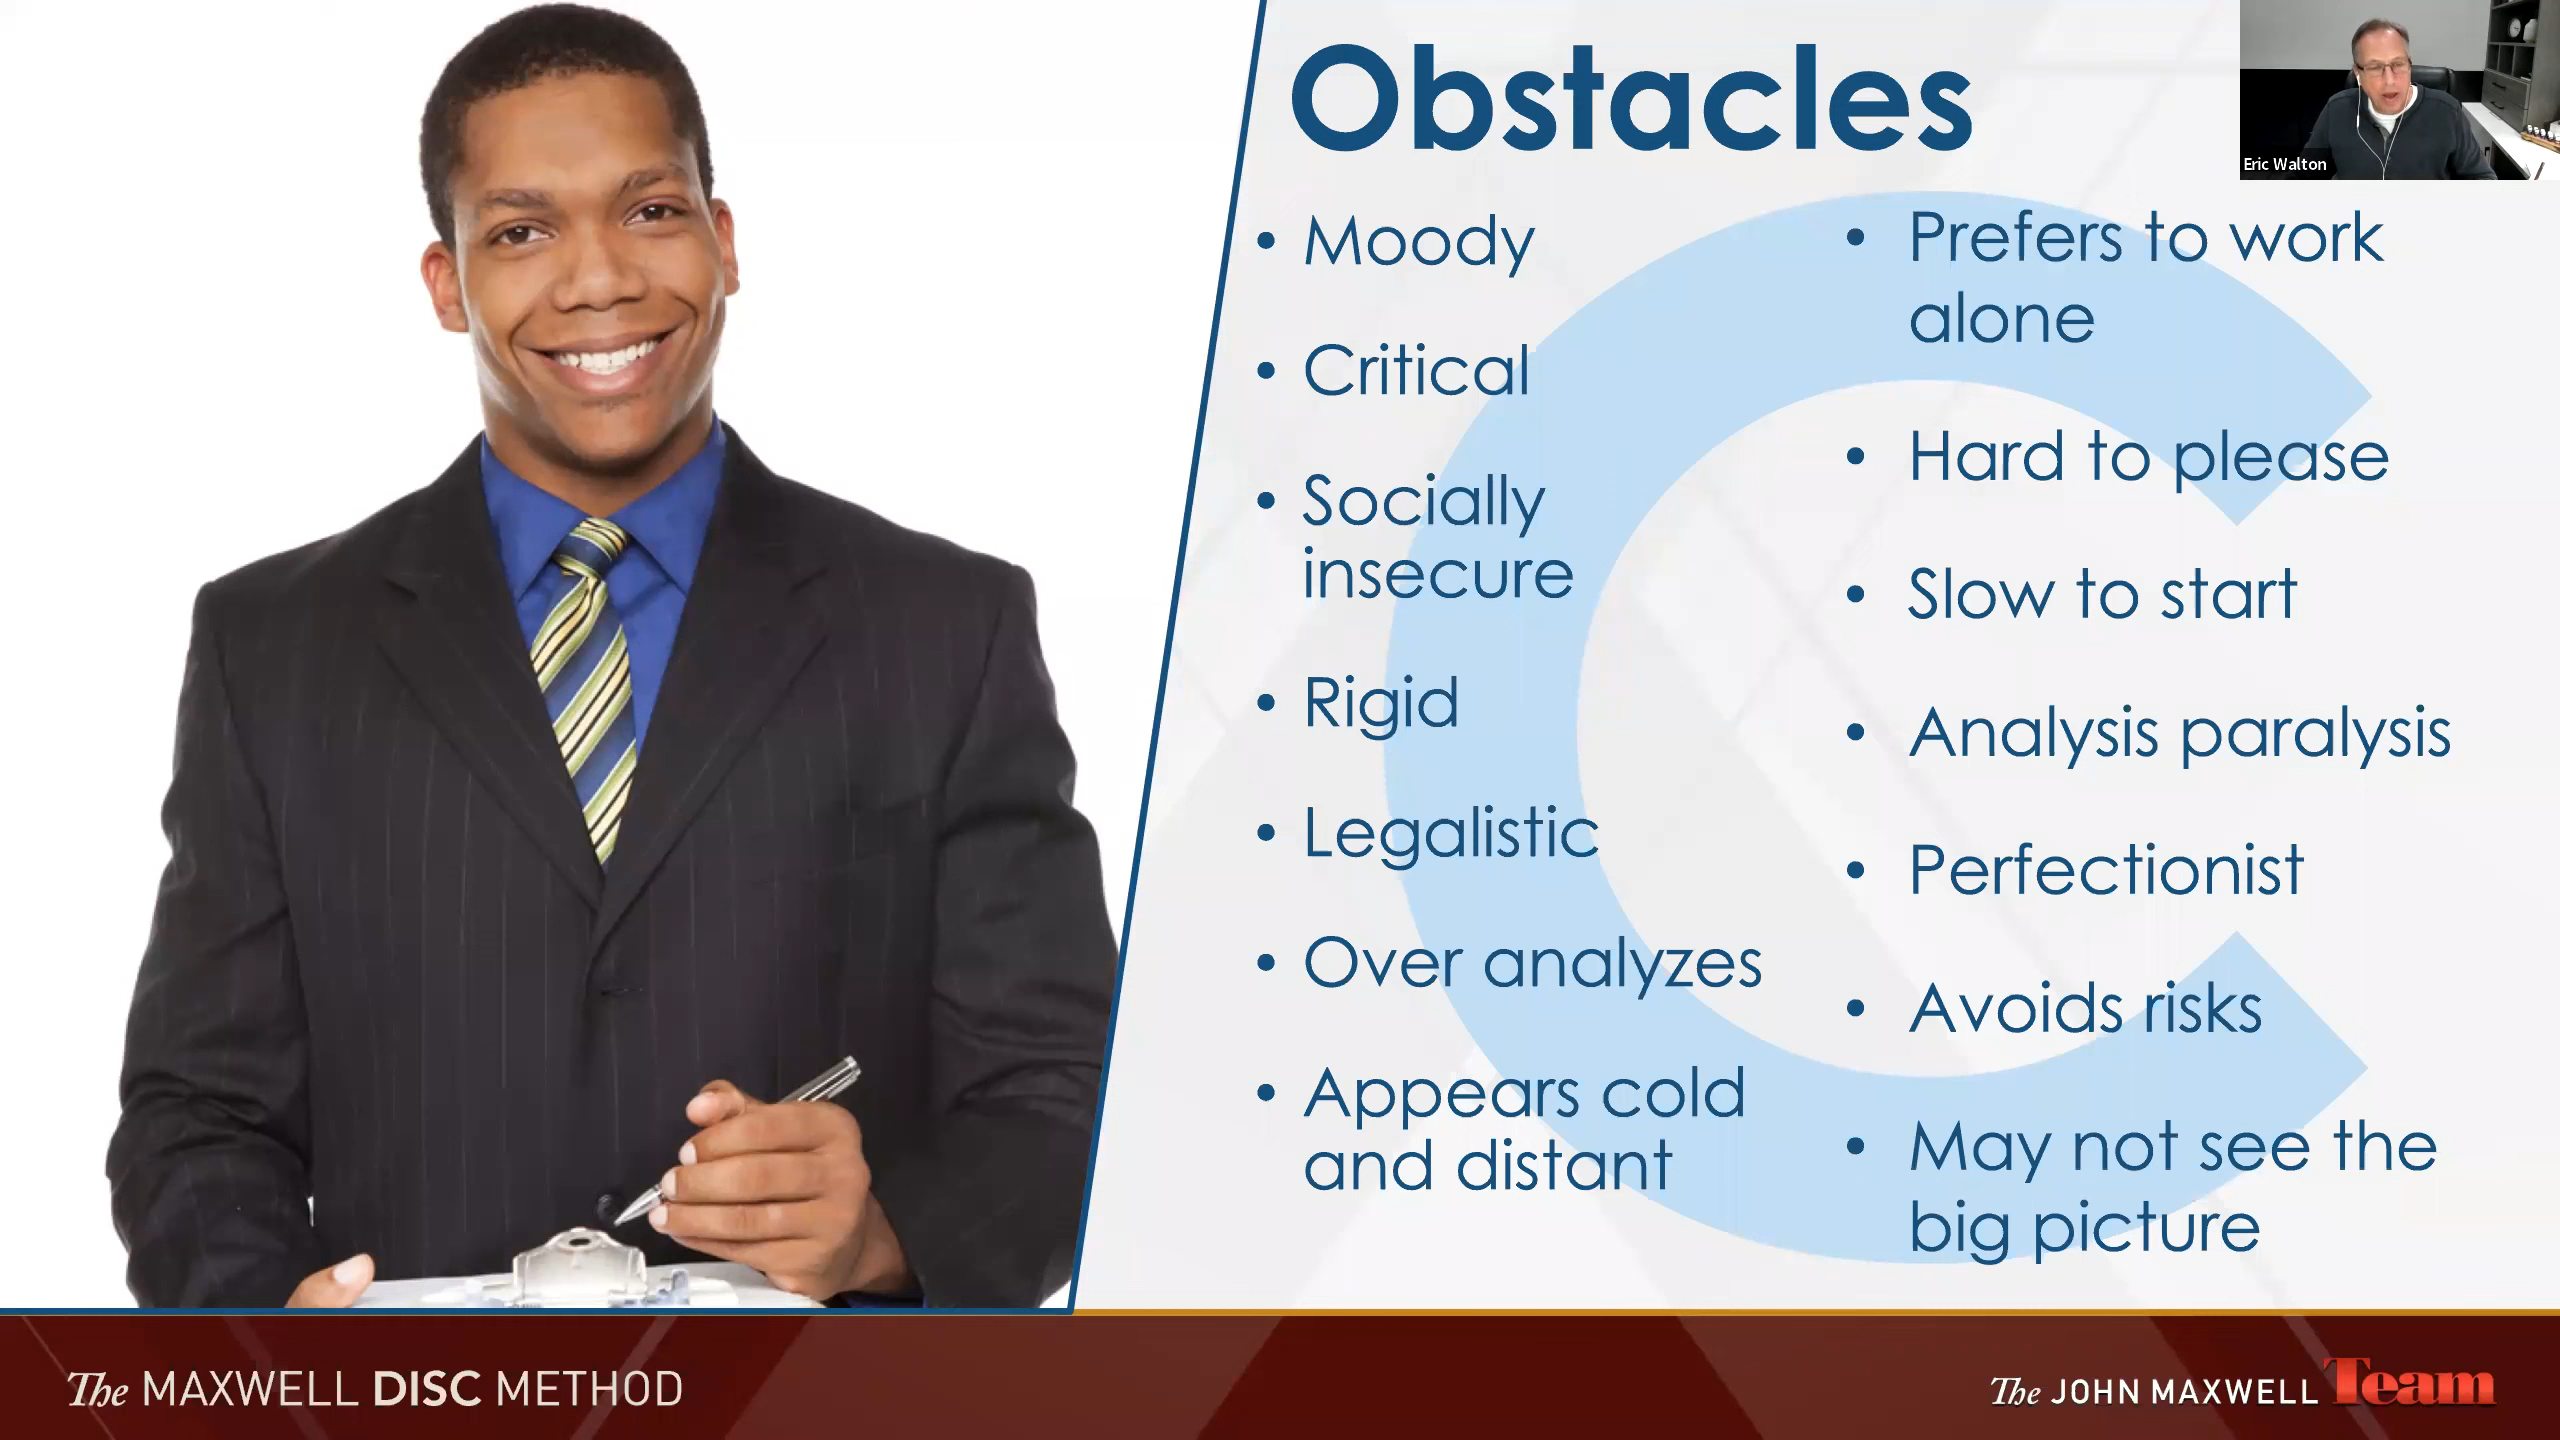 Obstacles
Eric Walton
• Moody
• Critical
• Socially
insecure
• Rigid
• Legalistic
• Over analyzes
• Appears cold
and distant
• Prefers to work
alone
• Hard to please
• Slow to start
• Analysis paralysis
• Perfectionist
• Avoids risks
• May not see the
big picture
C
The MAXWELL DISC METHOD
The JOHN MAXWELL Team